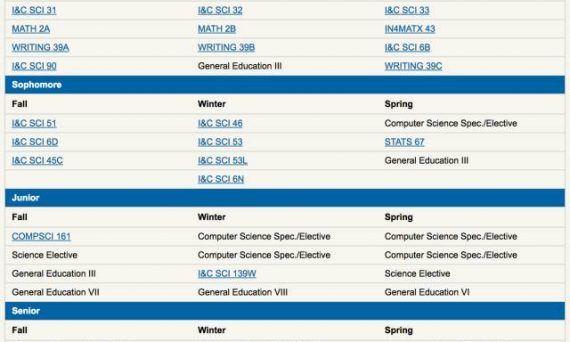 I&C SCI 31 I&C SCI 32 I&C SCI 33
MATH 2A MATH 2B IN4MATX 43
WRITING 39A WRITING 39B I&C SCI 6B
I&C SCI 90 General Education III WRITING 39C
Sophomore
Fall Winter Spring
I&C SCI 51 I&C SCI 46 Computer Science Spec./Elective
I&C SCI 6D I&C SCI 53 STATS 67
I&C SCI 45C I&C SCI 53L General Education III
I&C SCI 6N
Junior
Fall Winter Spring
COMPSCI 161 Computer Science Spec./Elective Computer Science Spec./Elective
Science Elective Computer Science Spec./Elective Computer Science Spec./Elective
General Education III I&C SCI 139W Science Elective
General Education VII General Education VIII General Education VI
Senior
Fall Winter Spring